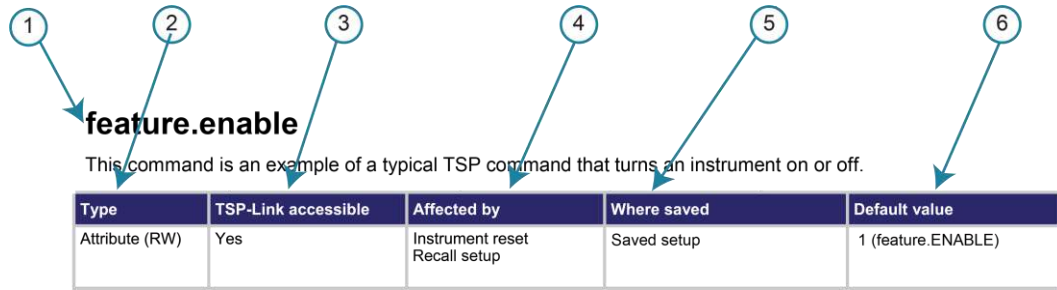 1 2 3 4 5 6
feature.enable
This command is an example of a typical TSP command that turns an instrument on or off.
Type TSP-Link accessible Affected by Where saved Default value
Attribute (RW) Yes Instrument reset Saved setup 1 (feature.ENABLE)
Recall setup